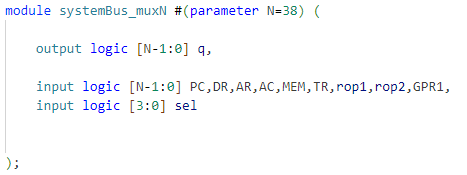 module systemBus_muxN #(parameter N=38) (
output logic [N-1:0] q,
input logic [N-1:0] PC,DR,AR,AC,MEM,TR,rop1,rop2,GPR1,
input logic [3:0] sel
);